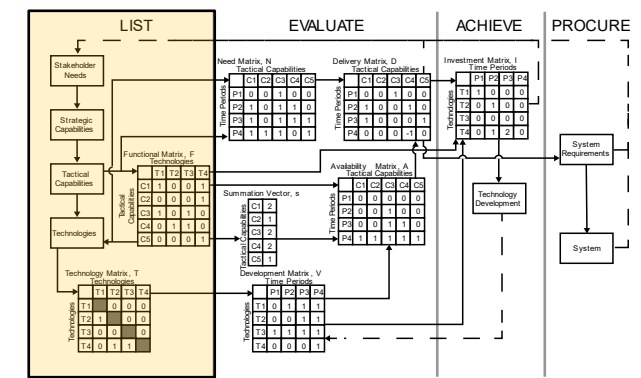 LIST
EVALUATE
ACHIEVE
PROCURE
Stakeholder
Needs
Strategic
Capabilities
Tactical
Capabilities
Technologies
Functional Matrix, F
Technologies
Tactical
Capabilities
T1 T2 T3 T4
C1 1 0 0 1
C2 0 0 0 1
C3 1 0 1 0
C4 0 1 1 0
C5 0 0 0 1
Technology Matrix, T
Technologies
Technologies
T1 T2 T3 T4
T1 0 0 0
T2 1 0 0
T3 0 0 0
T4 0 1 1
Need Matrix, N
Tactical Capabilities
Time Periods
C1 C2 C3 C4 C5
P1 0 0 1 0 0
P2 1 0 1 0 0
P3 1 0 1 1 0
P4 1 1 1 0 1
Summation Vector, s
Tactical Capabilities
C1 2
C2 1
C3 2
C4 2
C5 1
Development Matrix, V
Time Periods
Technologies
P1 P2 P3 P4
T1 0 1 1 1
T2 0 0 1 1
T3 1 1 1 1
T4 0 0 0 1
Delivery Matrix, D
Tactical Capabilities
Time Periods
C1 C2 C3 C4 C5
P1 0 0 1 0 0
P2 1 0 0 0 0
P3 1 0 0 0 0
P4 0 0 0 -1 0
Availability Matrix, A
Tactical Capabilities
Time Periods
C1 C2 C3 C4 C5
P1 0 0 0 0 0
P2 0 0 1 0 0
P3 0 0 1 1 0
P4 1 1 1 1 1
Investment Matrix, I
Time Periods
Technologies
P1 P2 P3 P4
T1 1 0 0 0
T2 0 1 0 0
T3 1 0 0 0
T4 0 1 2 0
Technology
Development
System
Requirements
System